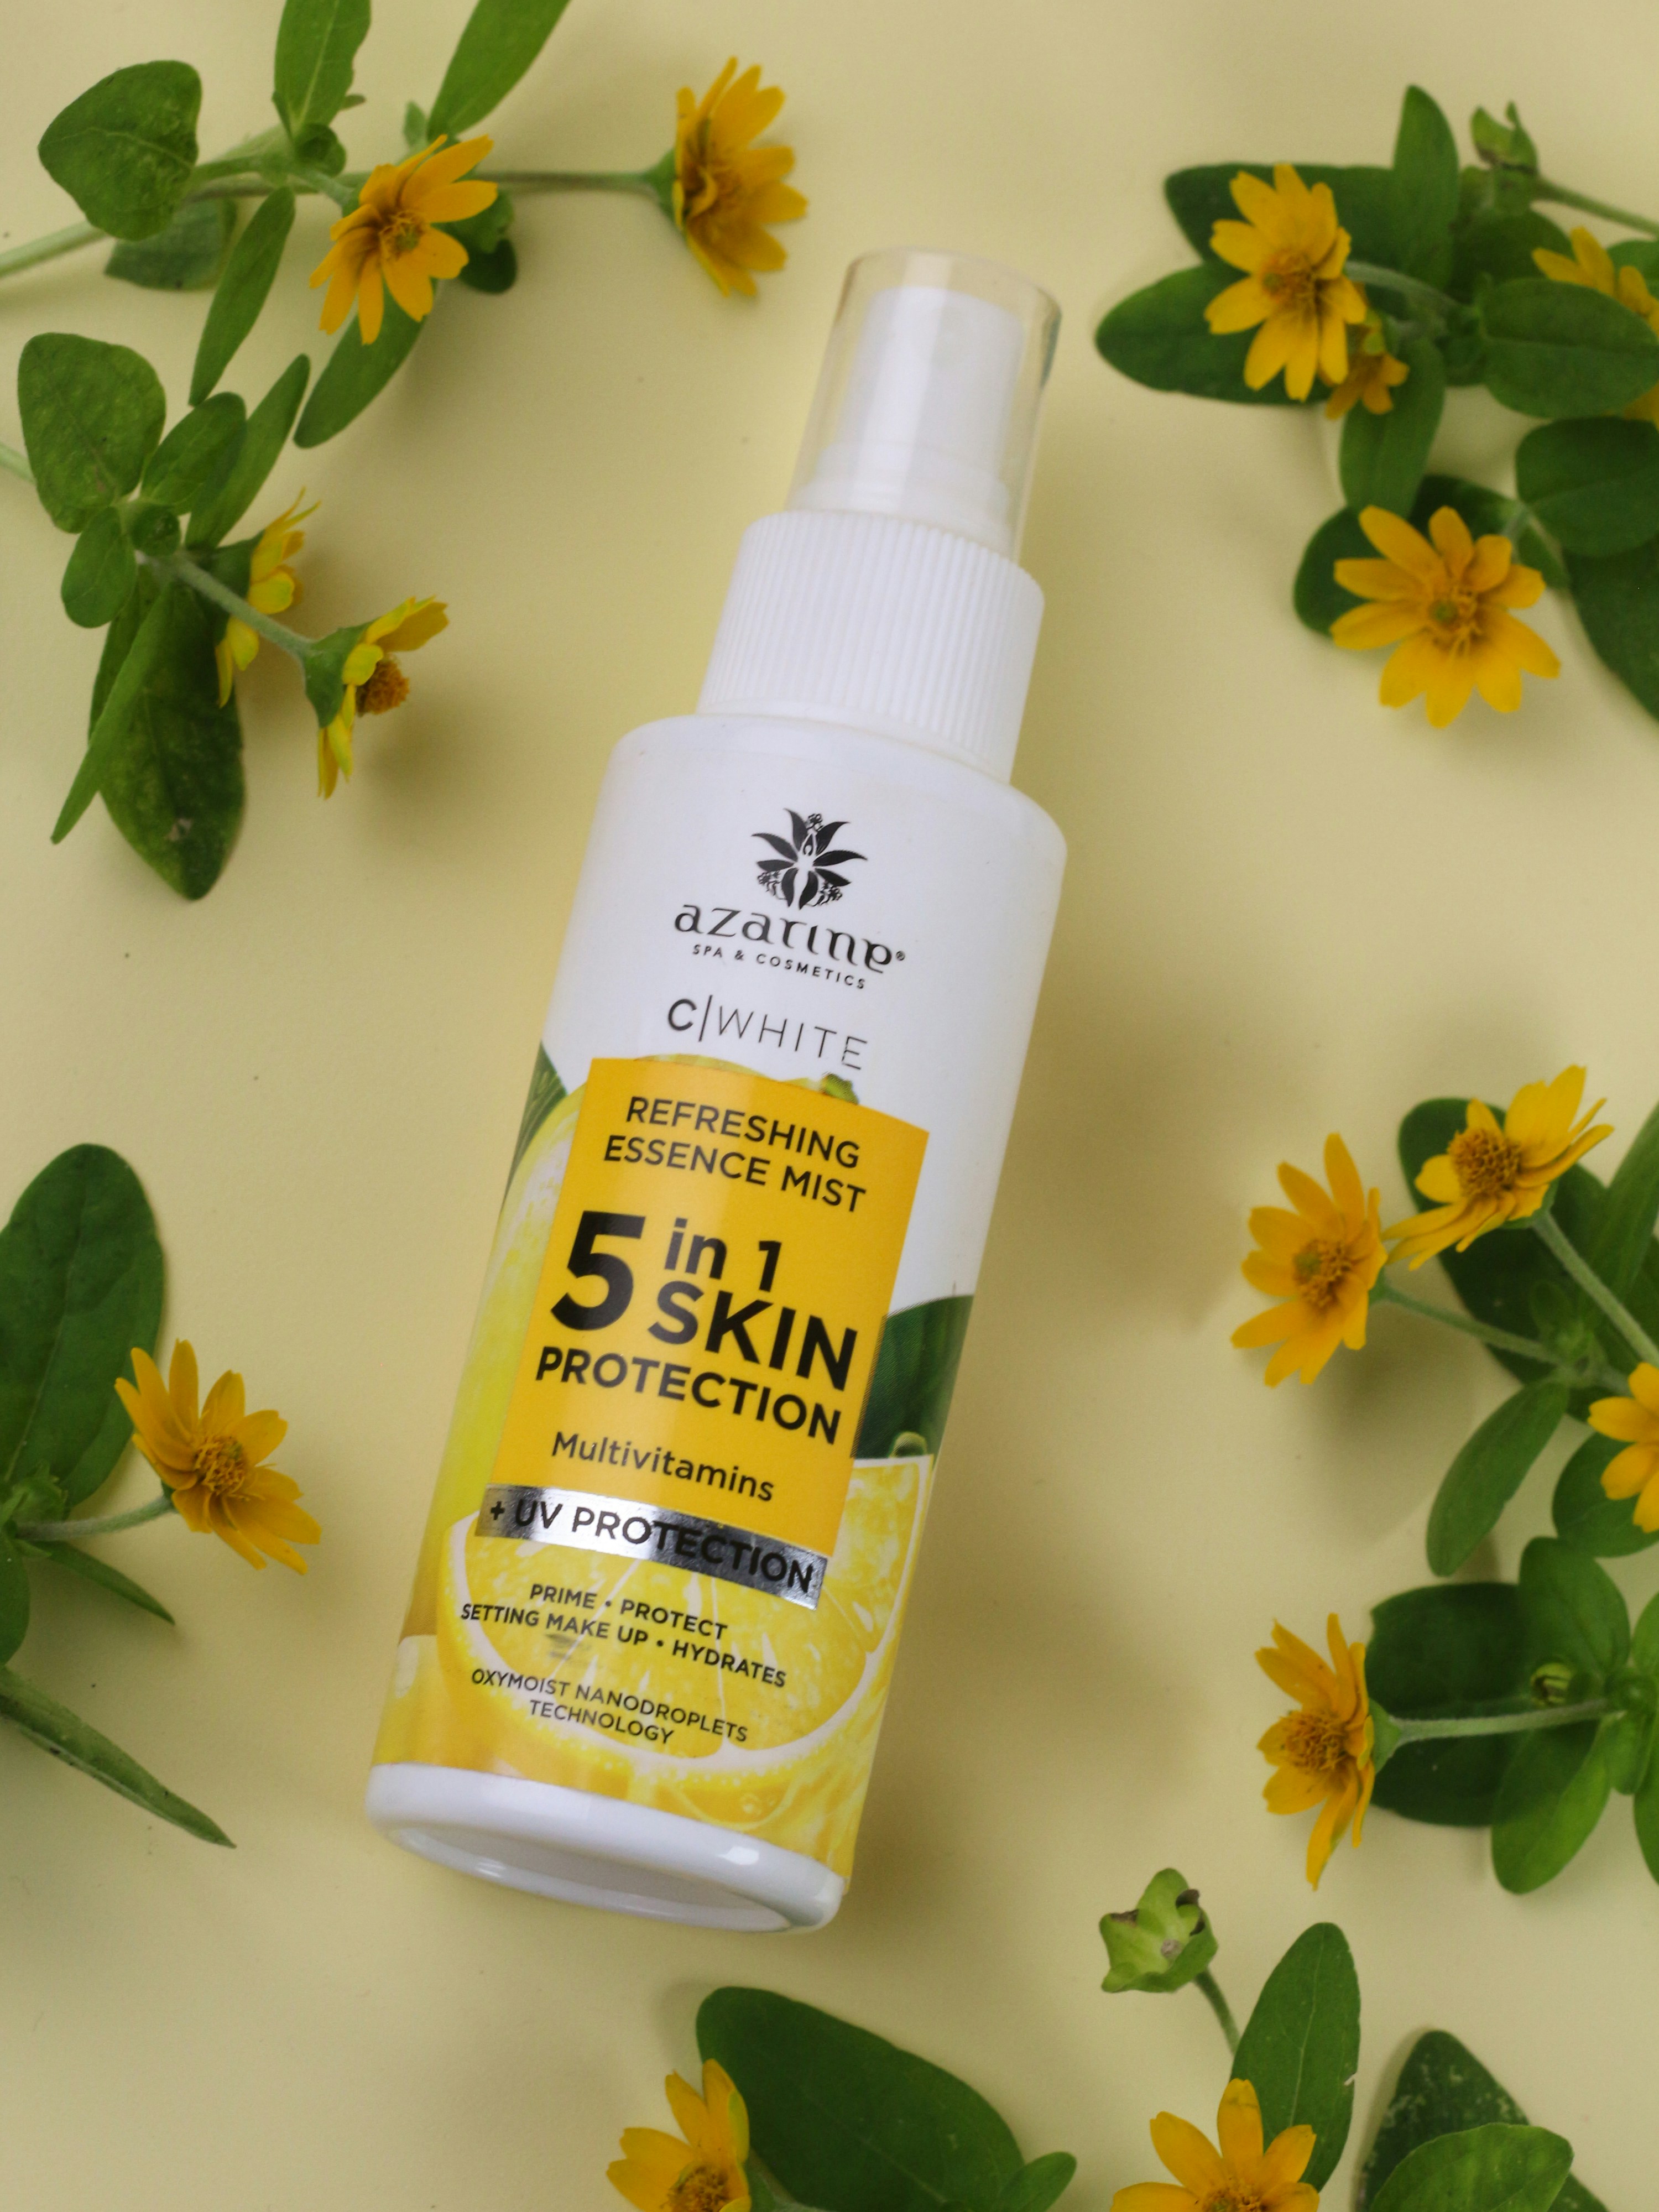 azarine®
SPA & COSMETICS
C|WHITE
REFRESHING
ESSENCE MIST
5 in 1
SKIN
PROTECTION
Multivitamins
+ UV PROTECTION
PRIME • PROTECT
SETTING MAKE UP • HYDRATES
OXYMOIST NANODROPLETS
TECHNOLOGY